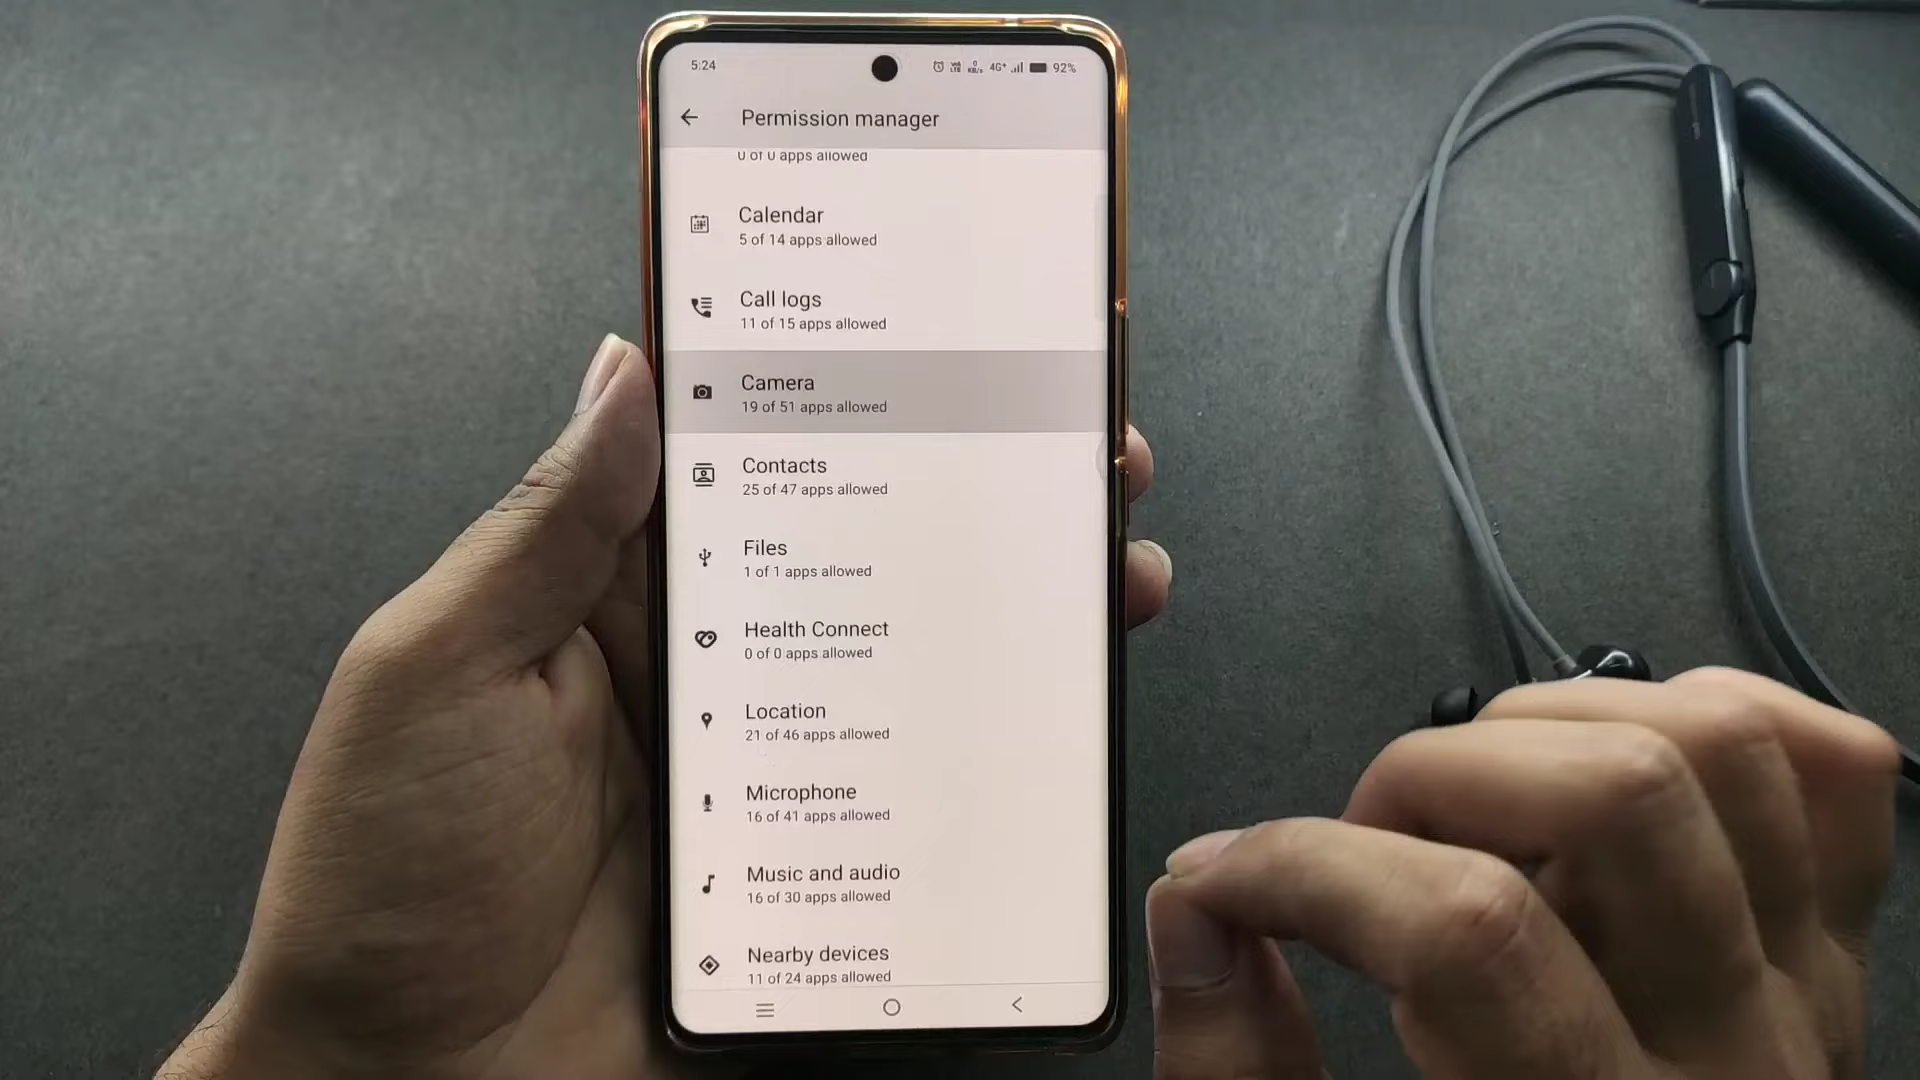 5:24
4G+ 92%
Permission manager
0 of 0 apps allowed
Calendar
5 of 14 apps allowed
Call logs
11 of 15 apps allowed
Camera
19 of 51 apps allowed
Contacts
25 of 47 apps allowed
Files
1 of 1 apps allowed
Health Connect
0 of 0 apps allowed
Location
21 of 46 apps allowed
Microphone
16 of 41 apps allowed
Music and audio
16 of 30 apps allowed
Nearby devices
11 of 24 apps allowed